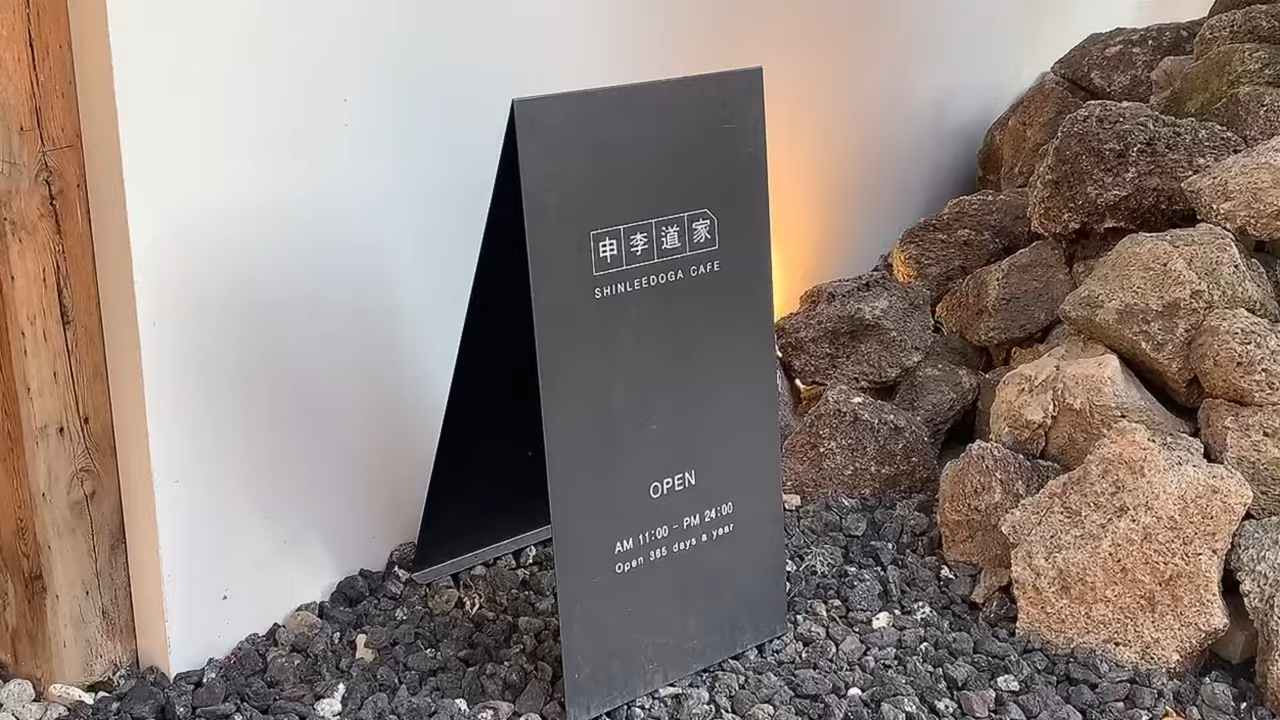 申李道家
SHINLEEDOGA CAFE
OPEN
AM 11:00 - PM 24:00
Open 365 days a year